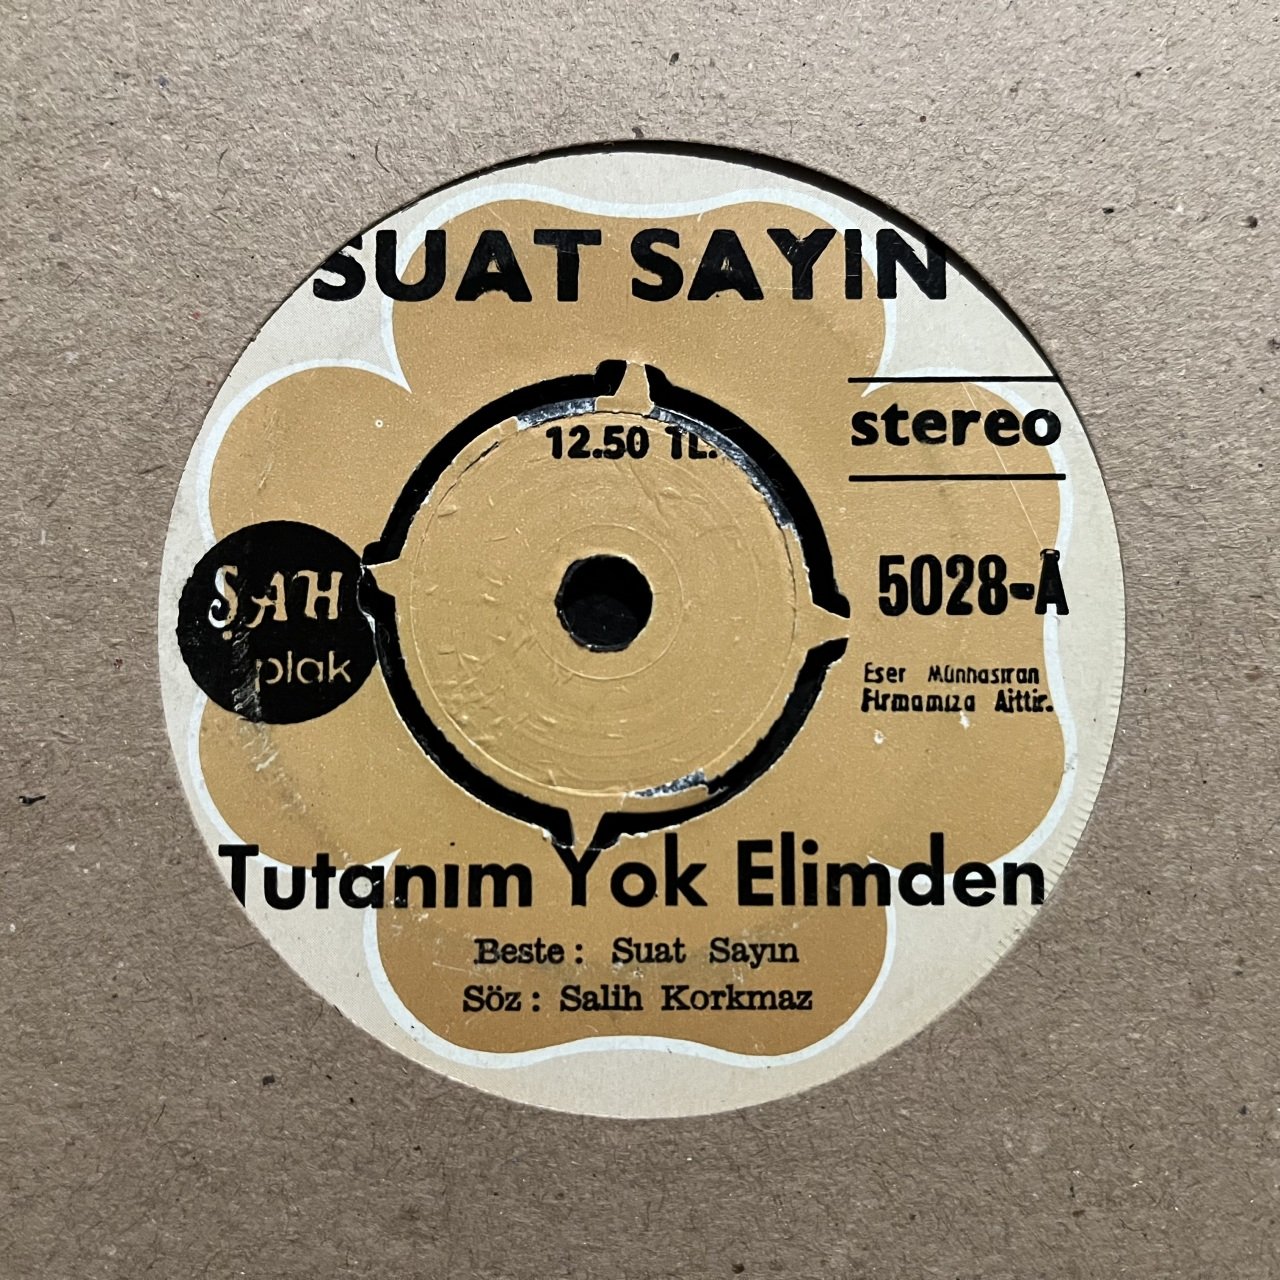 SUAT SAYIN
12.50 TL.
stereo
ŞAH
plak
5028-A
Eser Münhasıran
Firmamıza Aittir.
Tutanım Yok Elimden
Beste : Suat Sayın
Söz : Salih Korkmaz